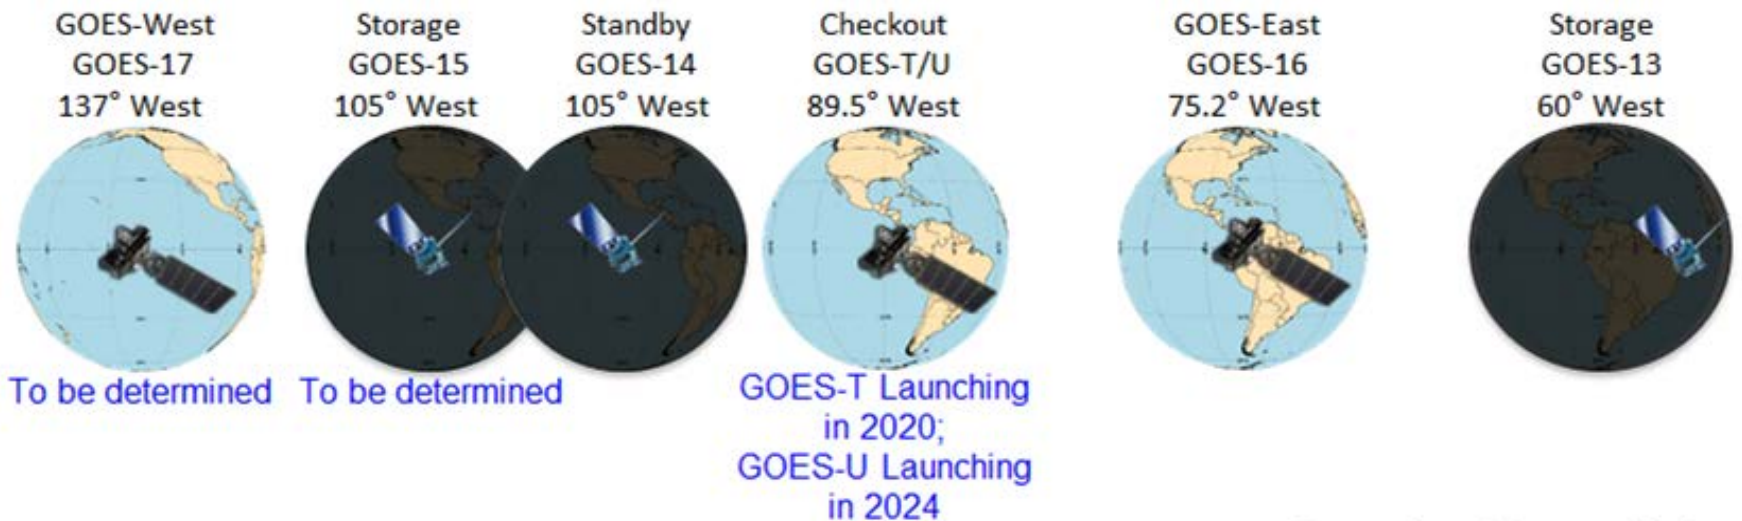 GOES-West
GOES-17
137° West
Storage
GOES-15
105° West
Standby
GOES-14
105° West
Checkout
GOES-T/U
89.5° West
GOES-East
GOES-16
75.2° West
Storage
GOES-13
60° West
To be determined
To be determined
GOES-T Launching
in 2020;
GOES-U Launching
in 2024